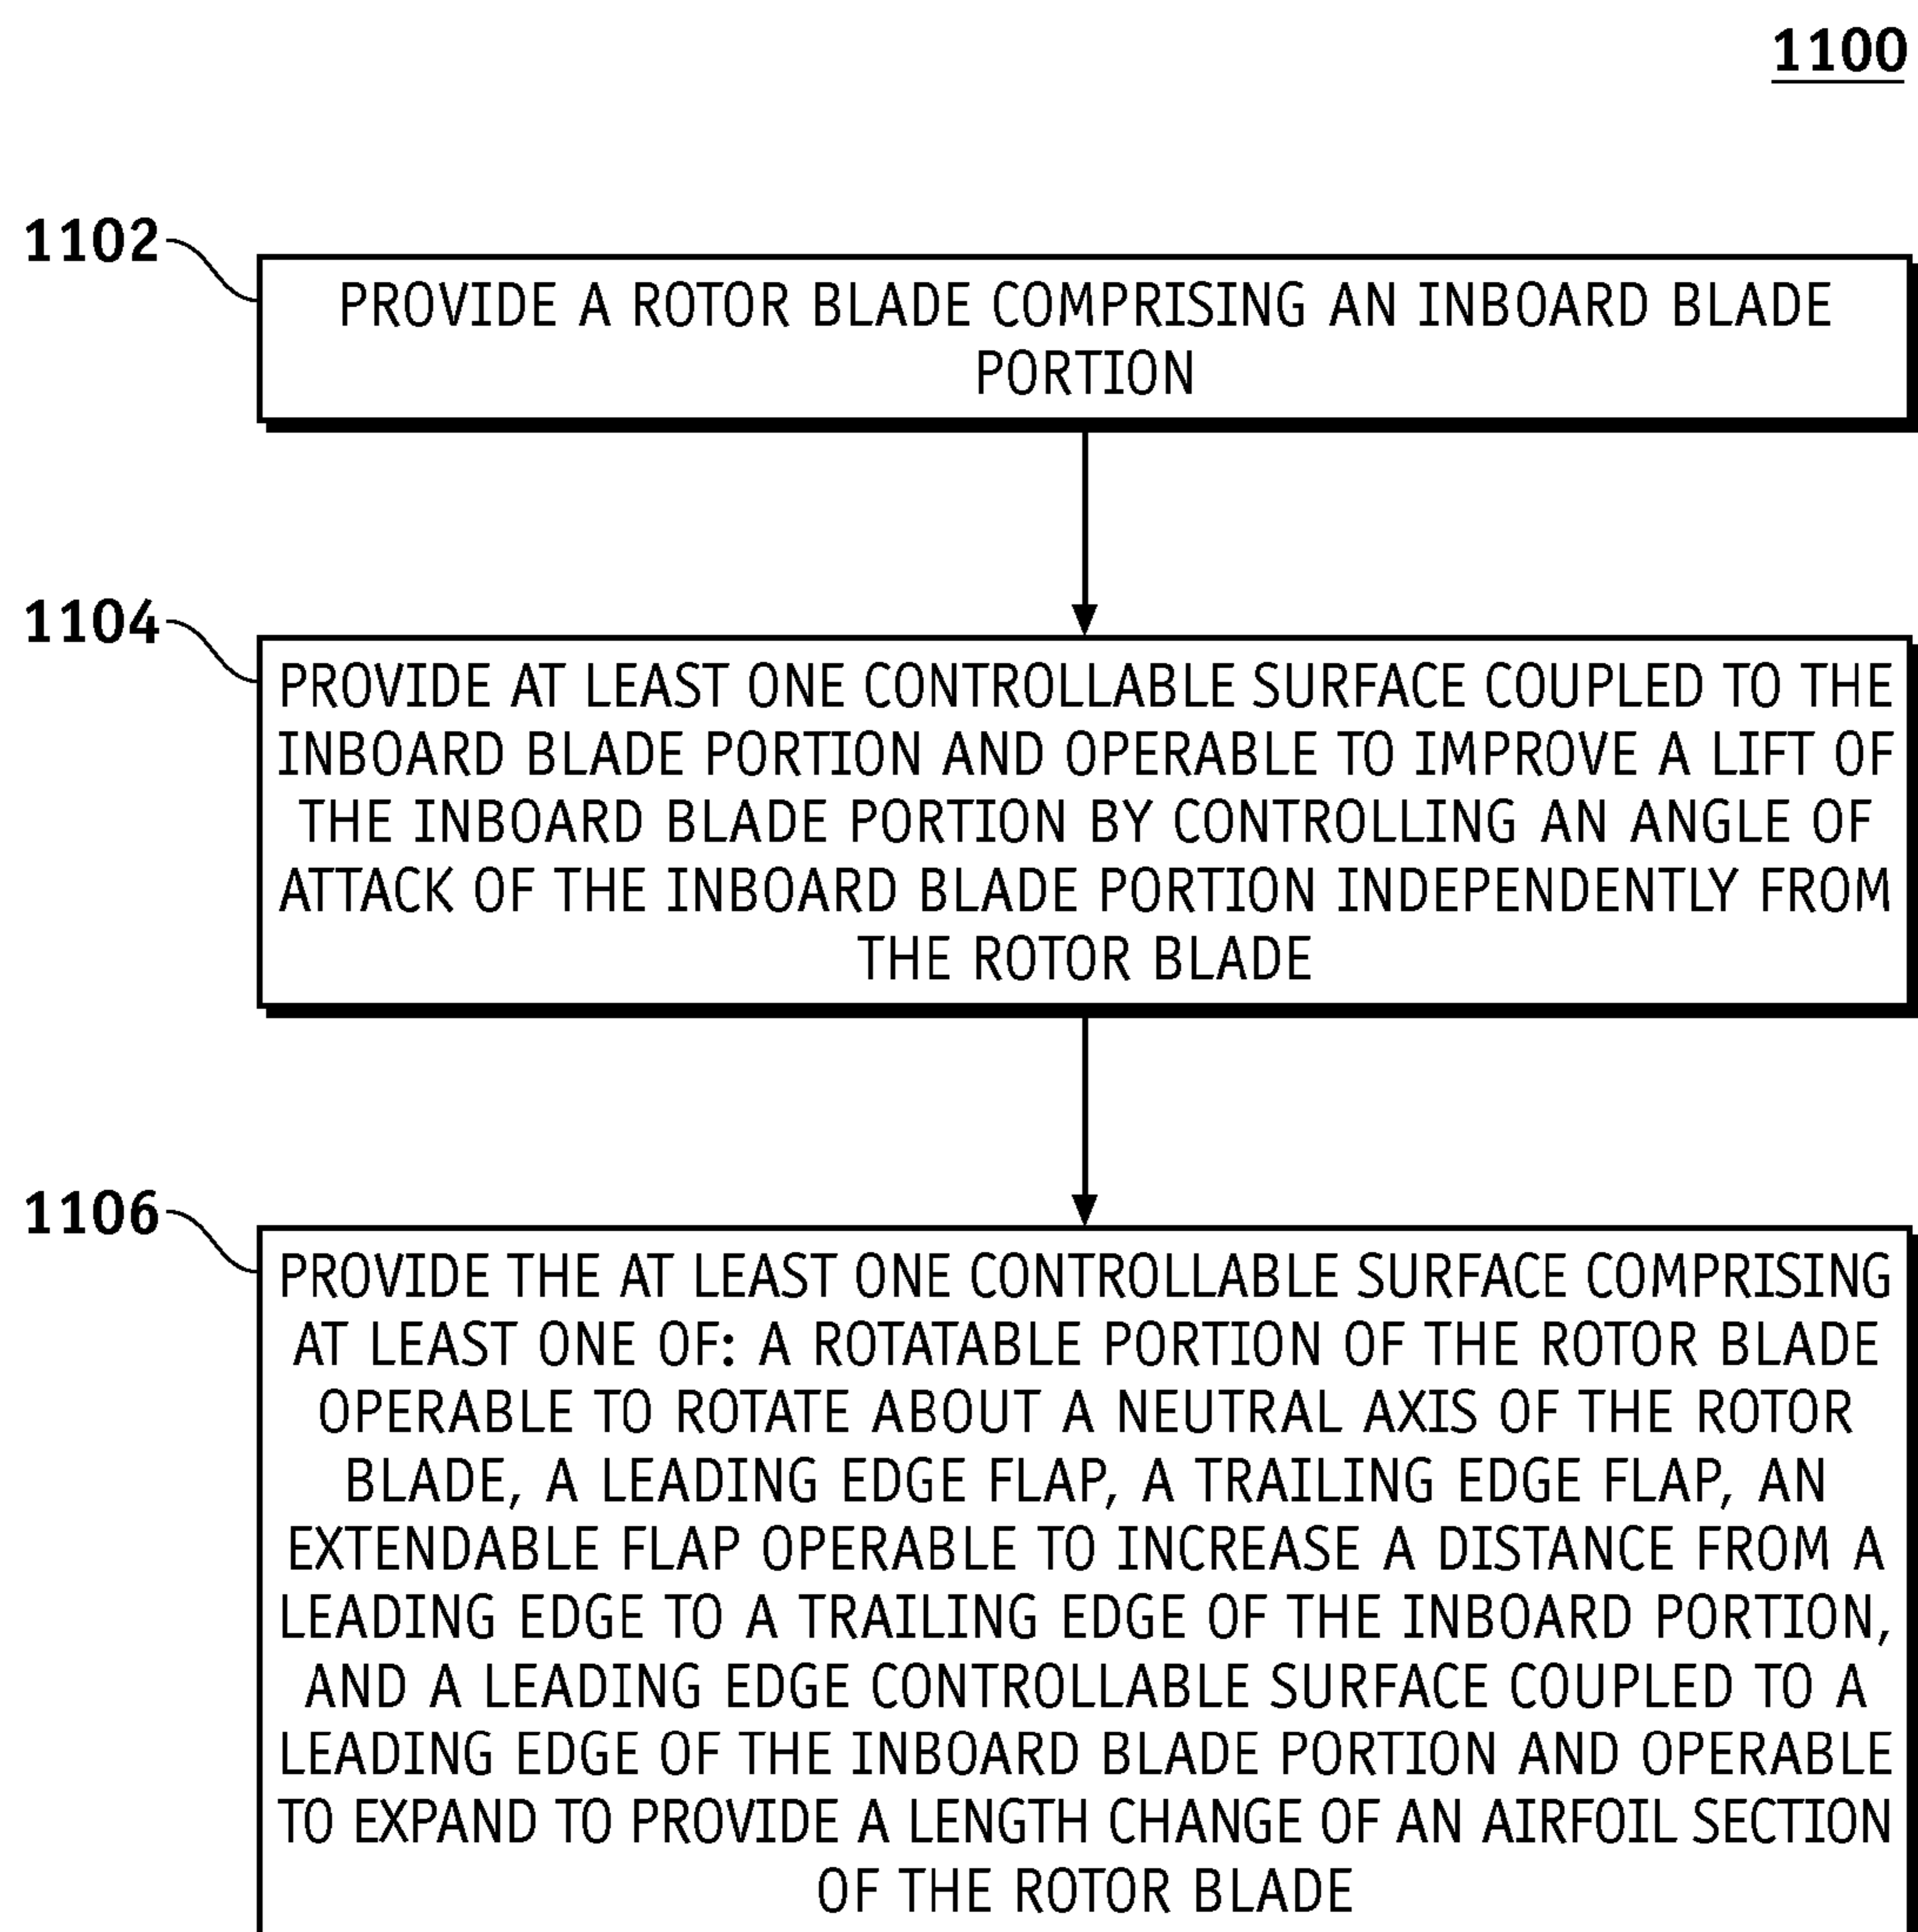 1100
1102
PROVIDE A ROTOR BLADE COMPRISING AN INBOARD BLADE
PORTION
1104
PROVIDE AT LEAST ONE CONTROLLABLE SURFACE COUPLED TO THE
INBOARD BLADE PORTION AND OPERABLE TO IMPROVE A LIFT OF
THE INBOARD BLADE PORTION BY CONTROLLING AN ANGLE OF
ATTACK OF THE INBOARD BLADE PORTION INDEPENDENTLY FROM
THE ROTOR BLADE
1106
PROVIDE THE AT LEAST ONE CONTROLLABLE SURFACE COMPRISING
AT LEAST ONE OF: A ROTATABLE PORTION OF THE ROTOR BLADE
OPERABLE TO ROTATE ABOUT A NEUTRAL AXIS OF THE ROTOR
BLADE, A LEADING EDGE FLAP, A TRAILING EDGE FLAP, AN
EXTENDABLE FLAP OPERABLE TO INCREASE A DISTANCE FROM A
LEADING EDGE TO A TRAILING EDGE OF THE INBOARD PORTION,
AND A LEADING EDGE CONTROLLABLE SURFACE COUPLED TO A
LEADING EDGE OF THE INBOARD BLADE PORTION AND OPERABLE
TO EXPAND TO PROVIDE A LENGTH CHANGE OF AN AIRFOIL SECTION
OF THE ROTOR BLADE